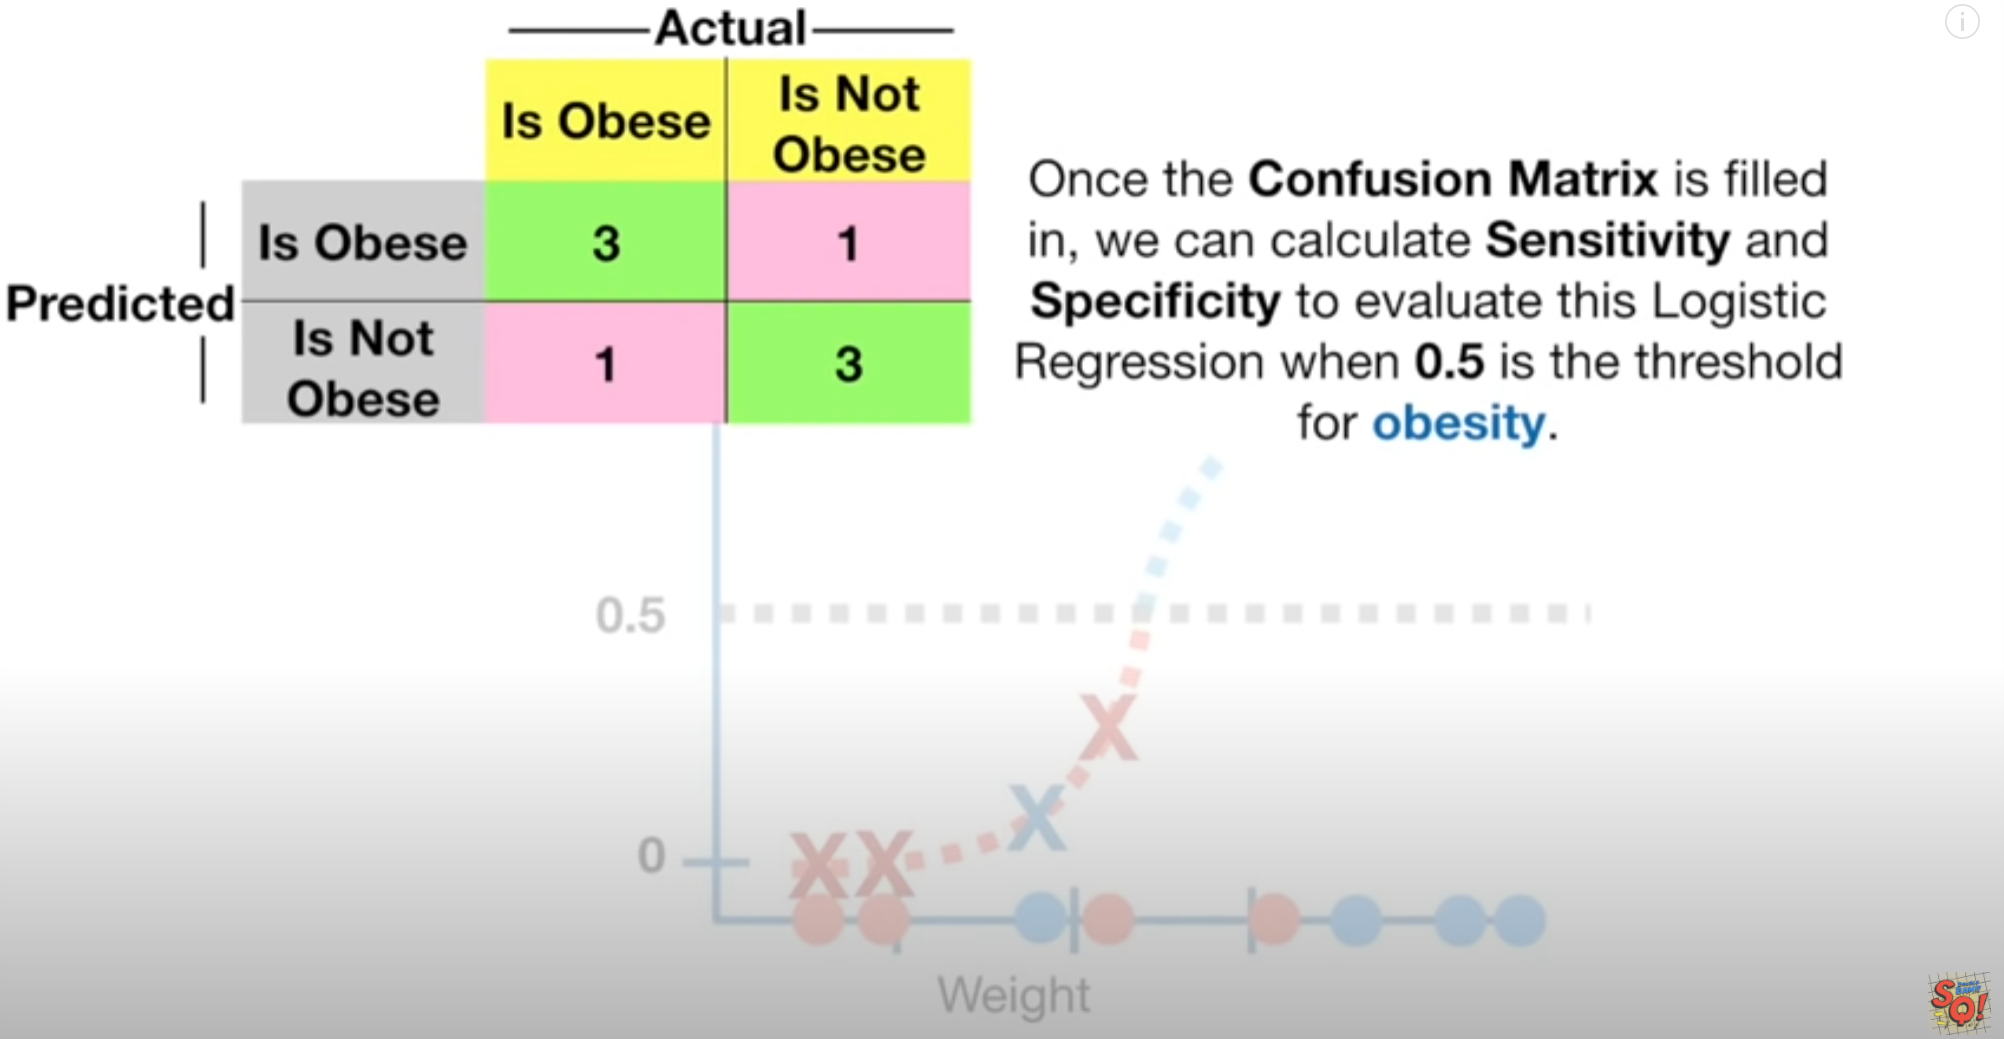 Actual
Is Obese
Is Not
Obese
Predicted
Is Obese
3
1
Is Not
Obese
1
3
Once the Confusion Matrix is filled
in, we can calculate Sensitivity and
Specificity to evaluate this Logistic
Regression when 0.5 is the threshold
for obesity.
0.5
0
X
X
X
X
Weight
SQ!